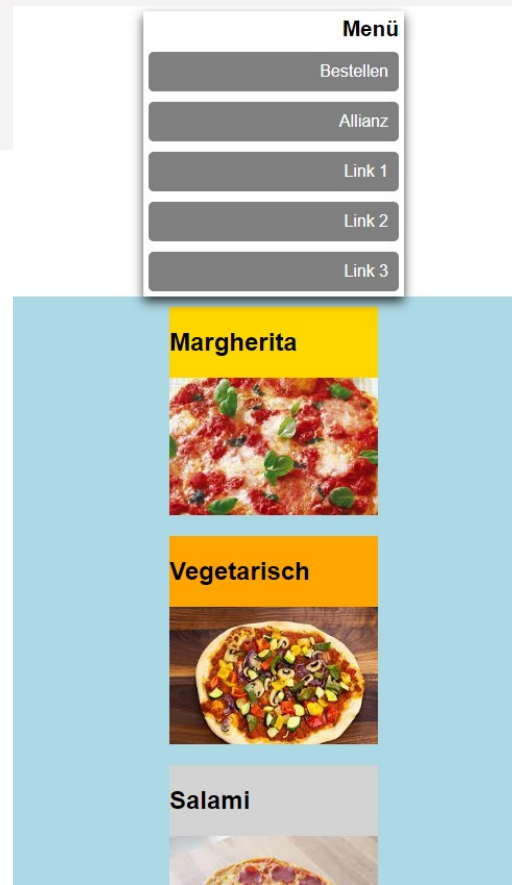 Menü
Bestellen
Allianz
Link 1
Link 2
Link 3
Margherita
Vegetarisch
Salami